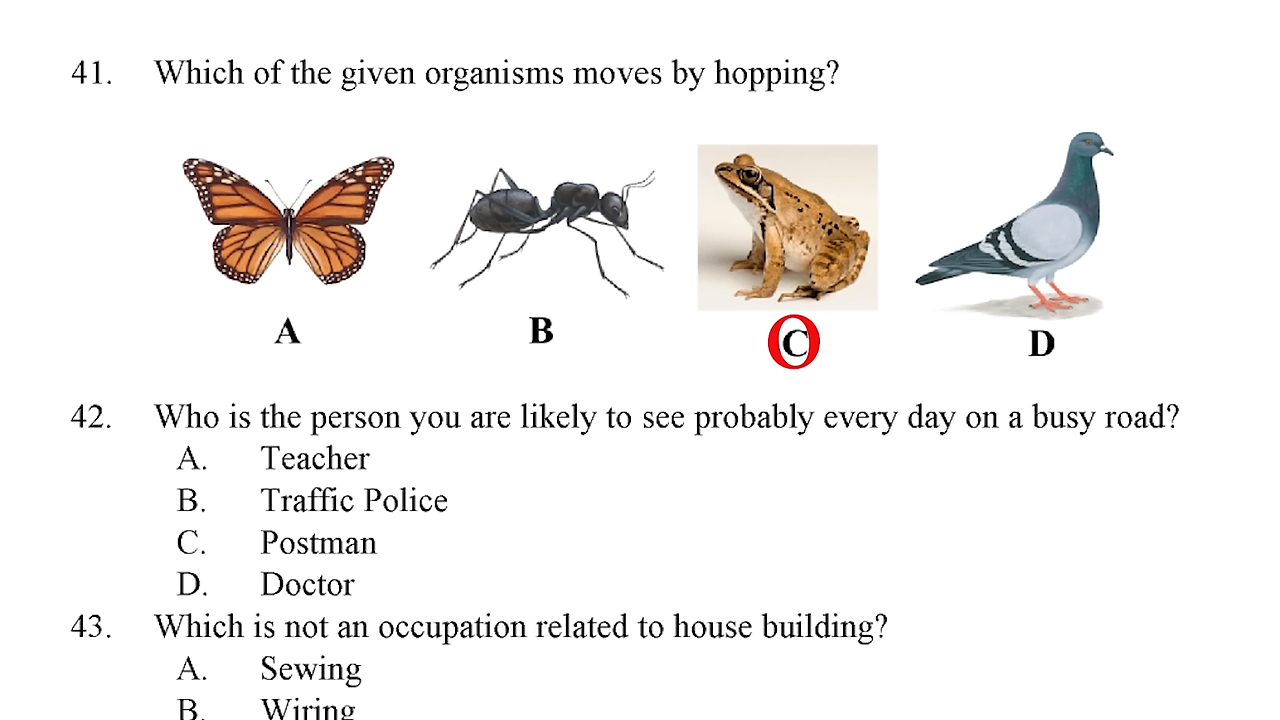 41. Which of the given organisms moves by hopping?
A B C D
42. Who is the person you are likely to see probably every day on a busy road?
A. Teacher
B. Traffic Police
C. Postman
D. Doctor
43. Which is not an occupation related to house building?
A. Sewing
B. Wiring